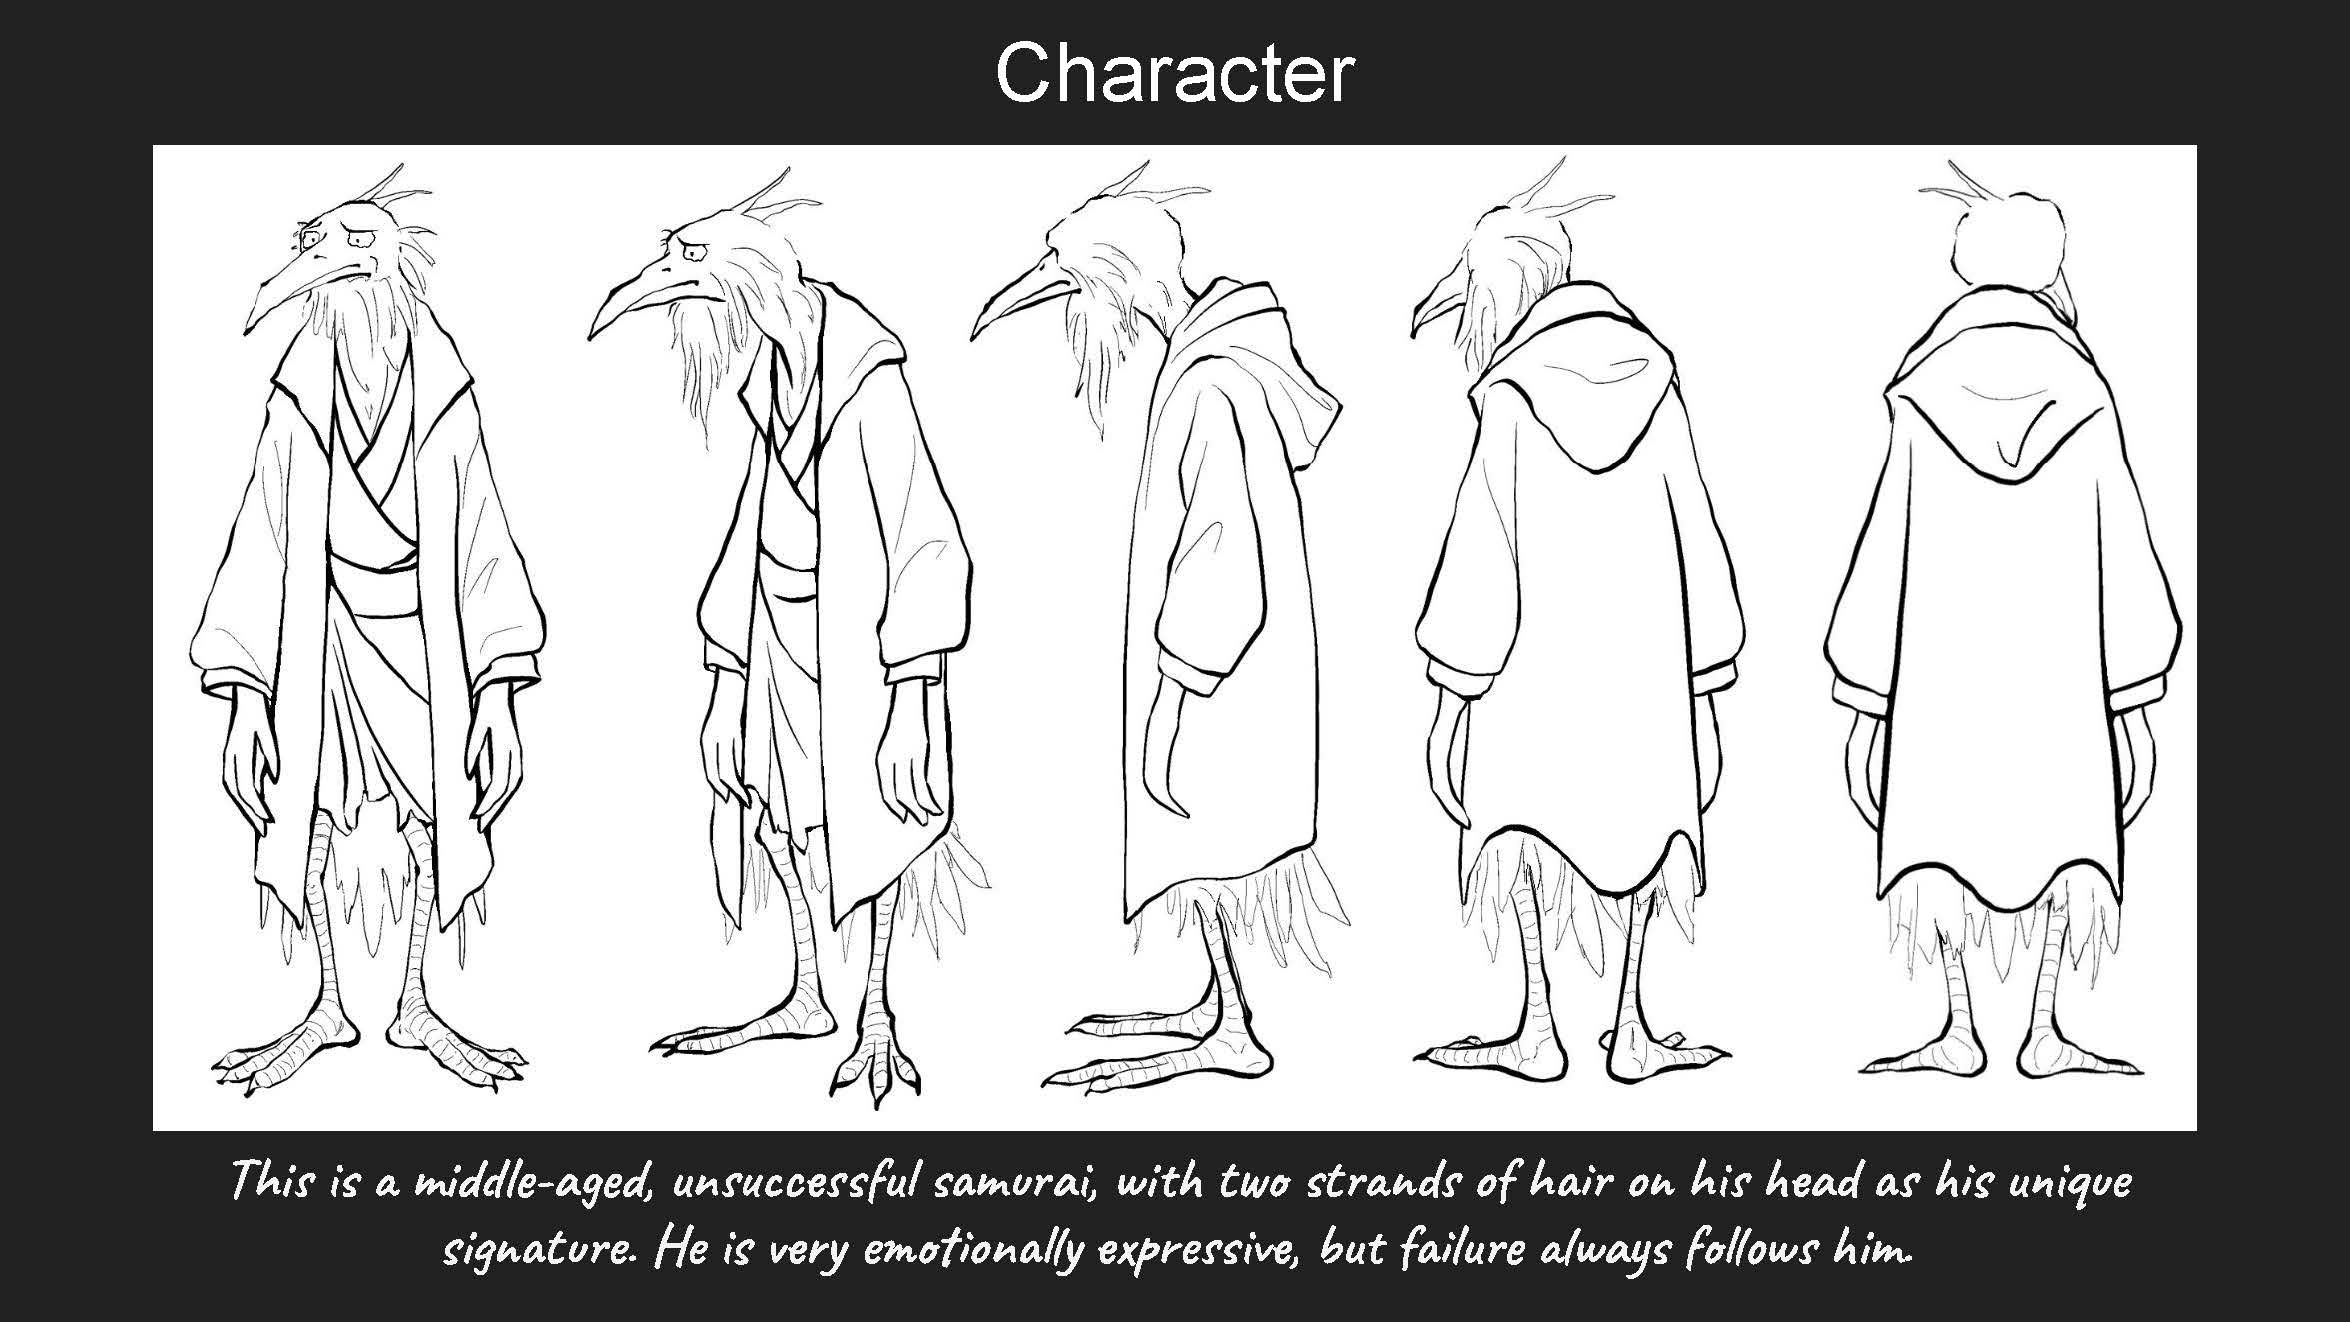 Character
This is a middle-aged, unsuccessful samurai, with two strands of hair on his head as his unique
signature. He is very emotionally expressive, but failure always follows him.